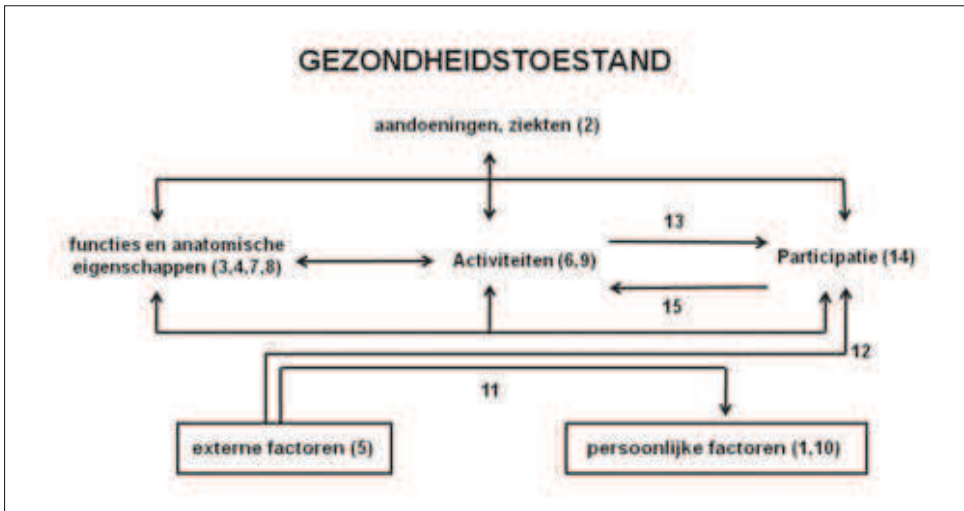 GEZONDHEIDSTOESTAND
aandoeningen, ziekten (2)
13
functies en anatomische
eigenschappen (3,4,7,8)
Activiteiten (6,9)
Participatie (14)
15
12
11
externe factoren (5)
persoonlijke factoren (1,10)